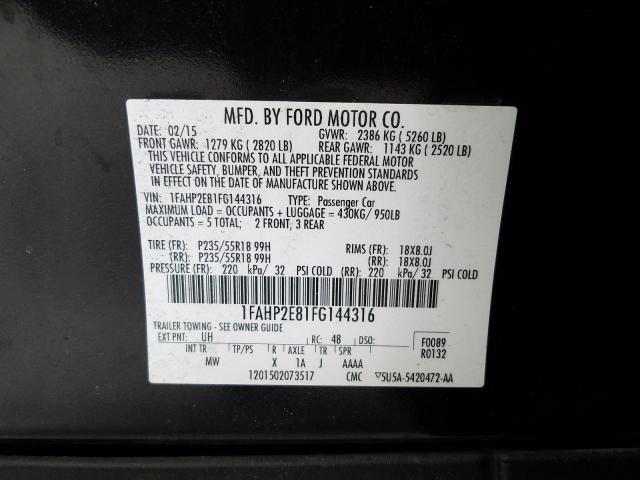 MFD. BY FORD MOTOR CO.
DATE: 02/15 GVWR: 2386 KG ( 5260 LB)
FRONT GAWR: 1279 KG ( 2820 LB) REAR GAWR: 1143 KG ( 2520 LB)
THIS VEHICLE CONFORMS TO ALL APPLICABLE FEDERAL MOTOR
VEHICLE SAFETY, BUMPER, AND THEFT PREVENTION STANDARDS
IN EFFECT ON THE DATE OF MANUFACTURE SHOWN ABOVE.
VIN: 1FAHP2E81FG144316 TYPE: Passenger Car
MAXIMUM LOAD = OCCUPANTS + LUGGAGE = 430KG/ 950LB
OCCUPANTS = 5 TOTAL; 2 FRONT, 3 REAR
TIRE (FR): P235/55R18 99H RIMS (FR): 18X8.0J
(RR): P235/55R18 99H (RR): 18X8.0J
PRESSURE (FR): 220 kPa/ 32 PSI COLD (RR): 220 kPa/ 32 PSI COLD
1FAHP2E81FG144316
TRAILER TOWING - SEE OWNER GUIDE
EXT PNT: UH RC: 48 DSO: F0089
INT TR TP/PS R AXLE TR SPR R0132
MW X 1A J AAAA
1201502073517 CMC ▽5U5A-5420472-AA